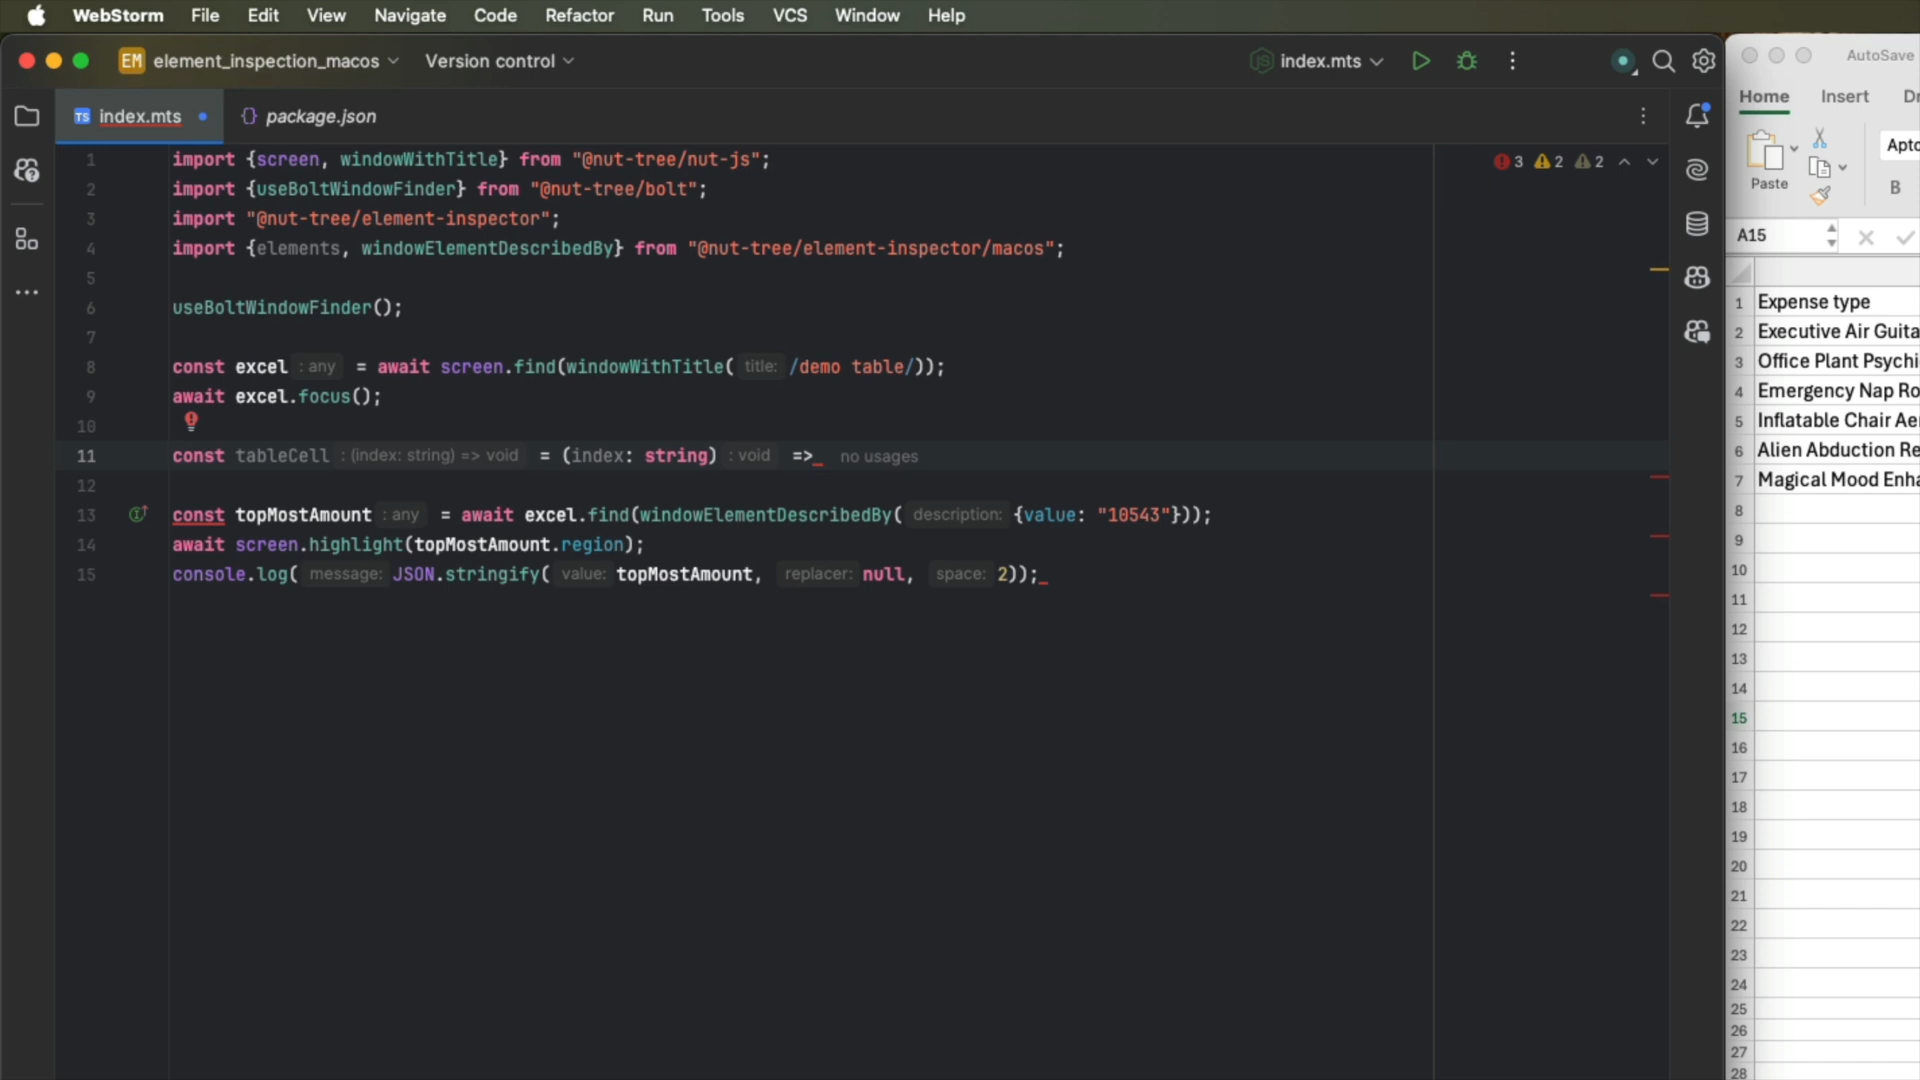 WebStorm File Edit View Navigate Code Refactor Run Tools VCS Window Help
EM element_inspection_macos Version control index.mts
TS index.mts {} package.json
3 2 2
1 import {screen, windowWithTitle} from "@nut-tree/nut-js";
2 import {useBoltWindowFinder} from "@nut-tree/bolt";
3 import "@nut-tree/element-inspector";
4 import {elements, windowElementDescribedBy} from "@nut-tree/element-inspector/macos";
5
6 useBoltWindowFinder();
7
8 const excel : any = await screen.find(windowWithTitle( title: /demo table/));
9 await excel.focus();
10
11 const tableCell : (index: string) => void = (index: string) : void => no usages
12
13 const topMostAmount : any = await excel.find(windowElementDescribedBy( description: {value: "10543"}));
14 await screen.highlight(topMostAmount.region);
15 console.log( message: JSON.stringify( value: topMostAmount, replacer: null, space: 2));
AutoSave
Home Insert
Paste
B
A15
1 Expense type
2 Executive Air Guita
3 Office Plant Psychi
4 Emergency Nap Ro
5 Inflatable Chair Ae
6 Alien Abduction Re
7 Magical Mood Enha
8
9
10
11
12
13
14
15
16
17
18
19
20
21
22
23
24
25
26
27
28